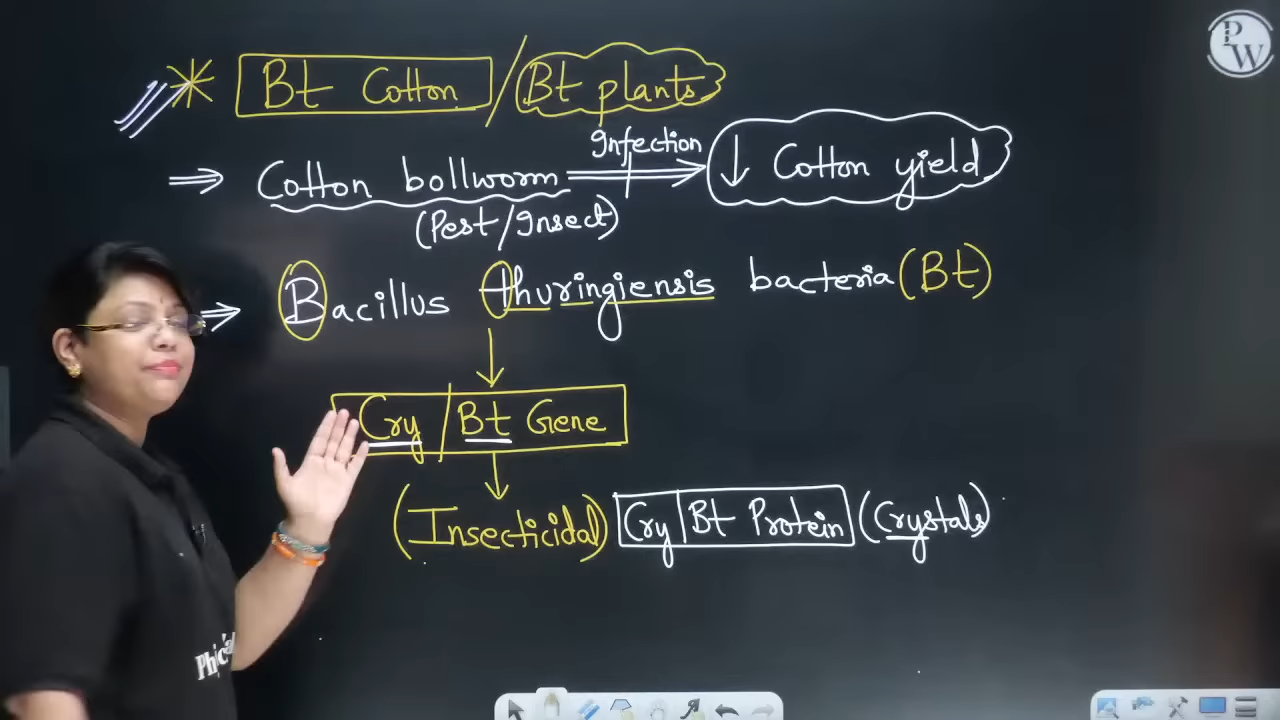 Bt Cotton / Bt plants
Infection
⇒ Cotton bollworm ⇒ ↓ Cotton yield
(Pest/Insect)
⇒ Bacillus thuringiensis bacteria (Bt)
↓
Cry / Bt Gene
↓
(Insecticidal) Cry | Bt Protein (Crystals)
PW